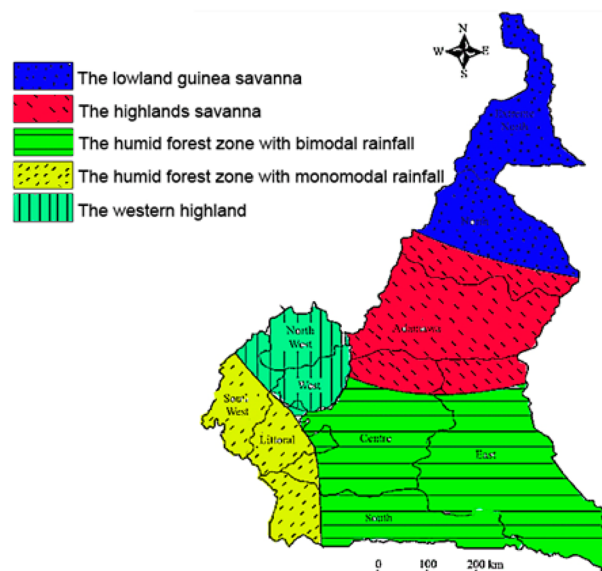 N
W E
S
The lowland guinea savanna
The highlands savanna
The humid forest zone with bimodal rainfall
The humid forest zone with monomodal rainfall
The western highland
Adamawa
North
West
West
South
West
Littoral
Centre
East
South
0 100 200 km